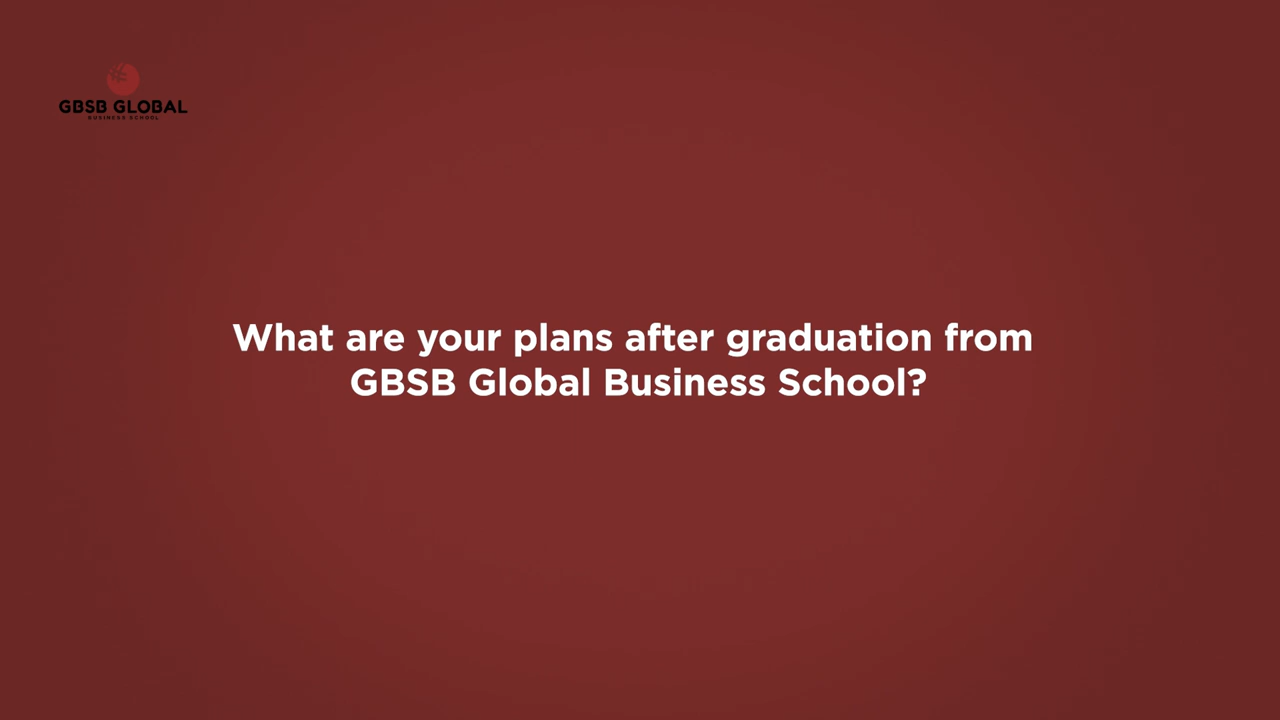 GBSB GLOBAL
BUSINESS SCHOOL
What are your plans after graduation from
GBSB Global Business School?